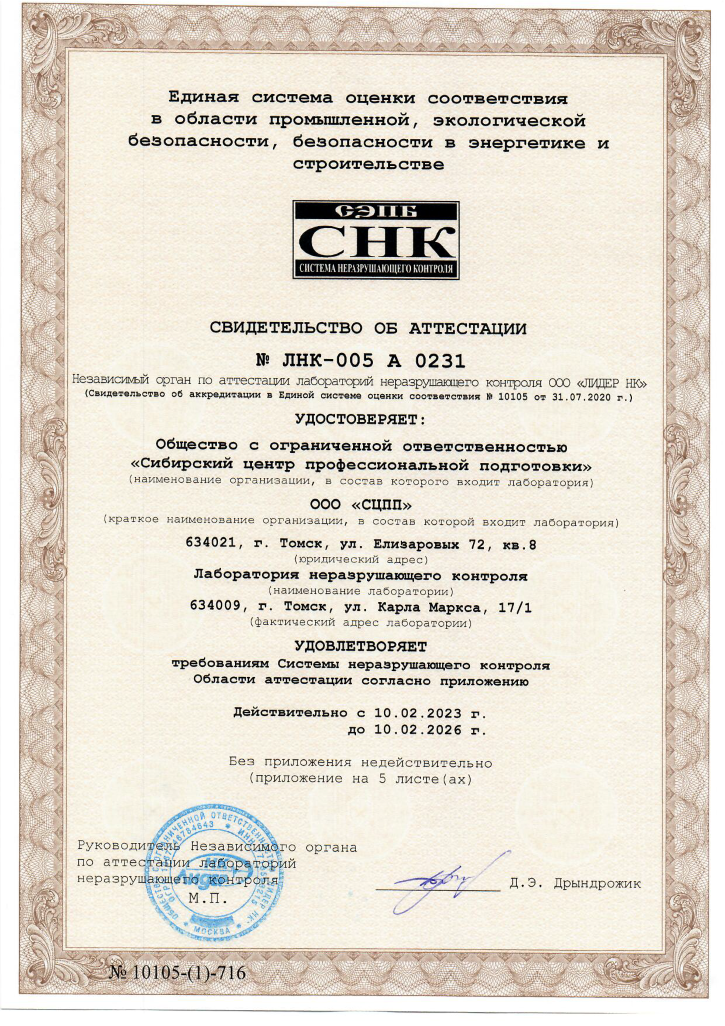 Единая система оценки соответствия
в области промышленной, экологической
безопасности, безопасности в энергетике и
строительстве
СЭПБ
СНК
СИСТЕМА НЕРАЗРУШАЮЩЕГО КОНТРОЛЯ
СВИДЕТЕЛЬСТВО ОБ АТТЕСТАЦИИ
№ ЛНК-005 А 0231
Независимый орган по аттестации лабораторий неразрушающего контроля ООО «ЛИДЕР НК»
(Свидетельство об аккредитации в Единой системе оценки соответствия № 10105 от 31.07.2020 г.)
УДОСТОВЕРЯЕТ:
Общество с ограниченной ответственностью
«Сибирский центр профессиональной подготовки»
(наименование организации, в состав которого входит лаборатория)
ООО «СЦПП»
(краткое наименование организации, в состав которой входит лаборатория)
634021, г. Томск, ул. Елизаровых 72, кв.8
(юридический адрес)
Лаборатория неразрушающего контроля
(наименование лаборатории)
634009, г. Томск, ул. Карла Маркса, 17/1
(фактический адрес лаборатории)
УДОВЛЕТВОРЯЕТ
требованиям Системы неразрушающего контроля
Области аттестации согласно приложению
Действительно с 10.02.2023 г.
до 10.02.2026 г.
Без приложения недействительно
(приложение на 5 листе(ах)
Руководитель Независимого органа
по аттестации лабораторий
неразрушающего контроля
М.П.
Д.Э. Дрындрожик
МОСКВА
№ 10105-(1)-716